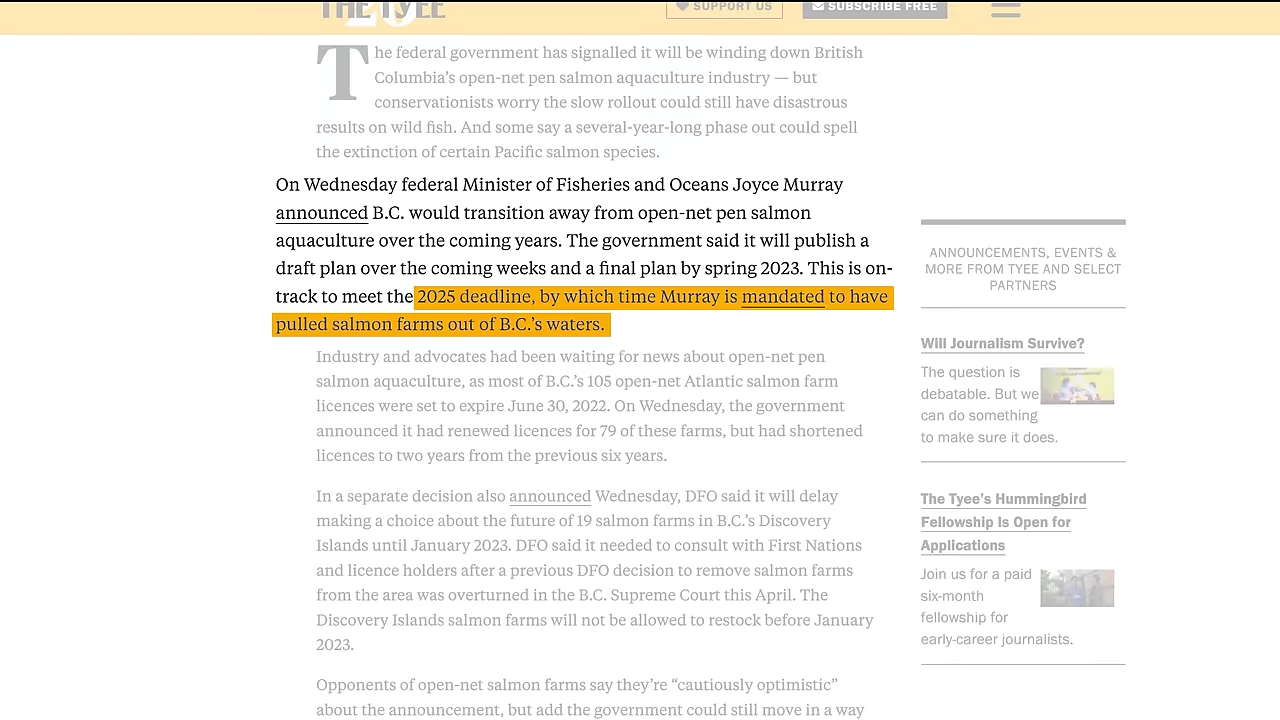 THE TYEE
20
SUPPORT US
SUBSCRIBE FREE
The federal government has signalled it will be winding down British
Columbia’s open-net pen salmon aquaculture industry — but
conservationists worry the slow rollout could still have disastrous
results on wild fish. And some say a several-year-long phase out could spell
the extinction of certain Pacific salmon species.
On Wednesday federal Minister of Fisheries and Oceans Joyce Murray
announced B.C. would transition away from open-net pen salmon
aquaculture over the coming years. The government said it will publish a
draft plan over the coming weeks and a final plan by spring 2023. This is on-
track to meet the 2025 deadline, by which time Murray is mandated to have
pulled salmon farms out of B.C.’s waters.
Industry and advocates had been waiting for news about open-net pen
salmon aquaculture, as most of B.C.’s 105 open-net Atlantic salmon farm
licences were set to expire June 30, 2022. On Wednesday, the government
announced it had renewed licences for 79 of these farms, but had shortened
licences to two years from the previous six years.
In a separate decision also announced Wednesday, DFO said it will delay
making a choice about the future of 19 salmon farms in B.C.’s Discovery
Islands until January 2023. DFO said it needed to consult with First Nations
and licence holders after a previous DFO decision to remove salmon farms
from the area was overturned in the B.C. Supreme Court this April. The
Discovery Islands salmon farms will not be allowed to restock before January
2023.
Opponents of open-net salmon farms say they’re “cautiously optimistic”
about the announcement, but add the government could still move in a way
ANNOUNCEMENTS, EVENTS &
MORE FROM TYEE AND SELECT
PARTNERS
Will Journalism Survive?
The question is
debatable. But we
can do something
to make sure it does.
The Tyee’s Hummingbird
Fellowship Is Open for
Applications
Join us for a paid
six-month
fellowship for
early-career journalists.